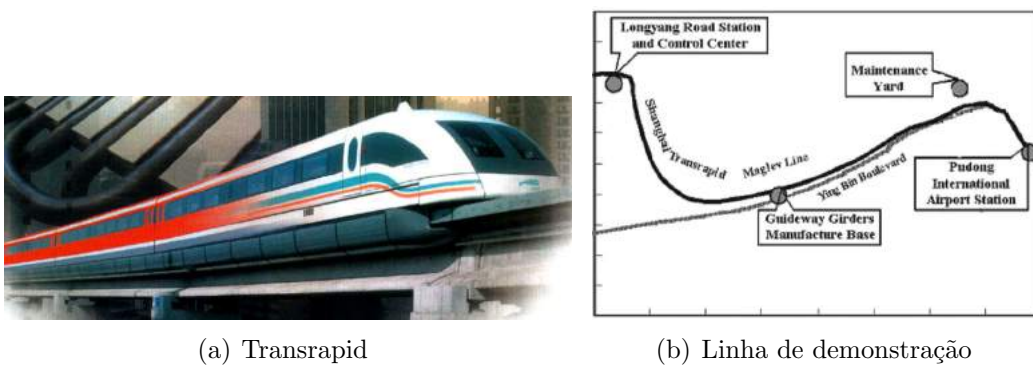 Longyang Road Station
and Control Center
Maintenance
Yard
Shanghai Transrapid Maglev Line
Ying Bin Boulevard
Pudong
International
Airport Station
Guideway Girders
Manufacture Base
(a) Transrapid
(b) Linha de demonstração